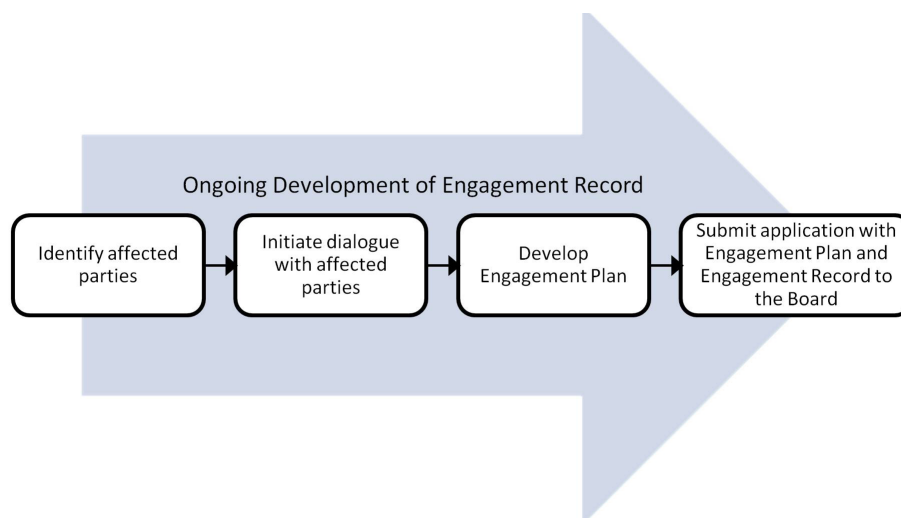 Ongoing Development of Engagement Record
Identify affected
parties
Initiate dialogue
with affected
parties
Develop
Engagement Plan
Submit application with
Engagement Plan and
Engagement Record to
the Board